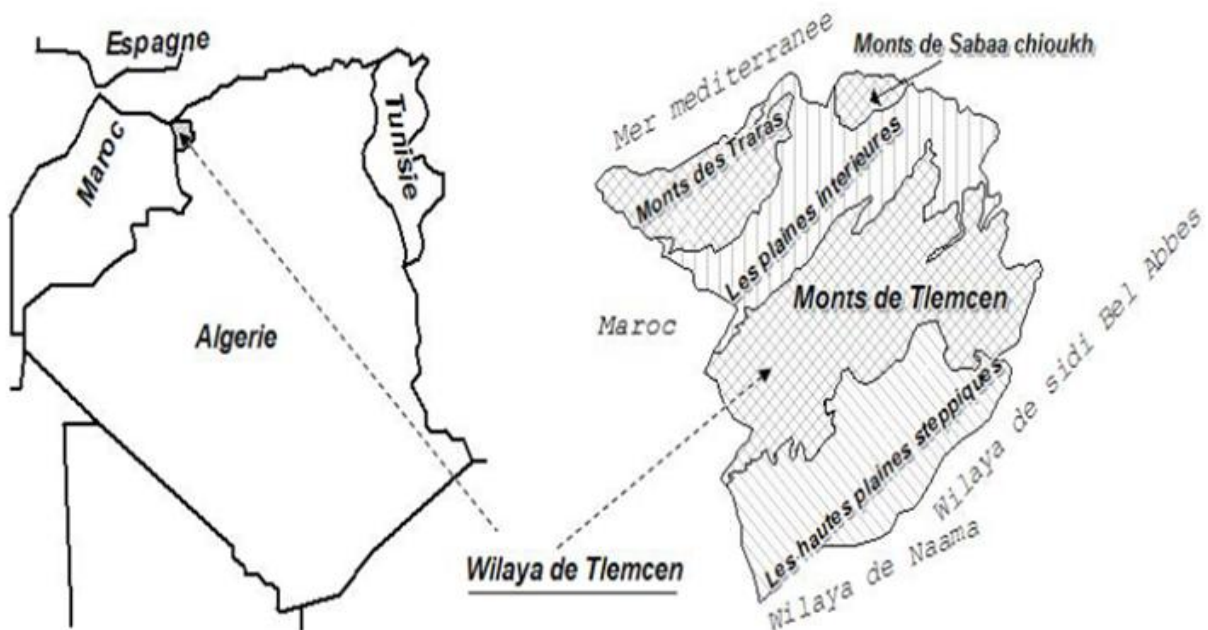 Espagne
Maroc
Tunisie
Algerie
Wilaya de Tlemcen
Mer mediterranee
Monts de Sabaa chioukh
Monts des Traras
Les plaines interieures
Maroc
Monts de Tlemcen
Les hautes plaines steppiques
Wilaya de sidi Bel Abbes
Wilaya de Naama